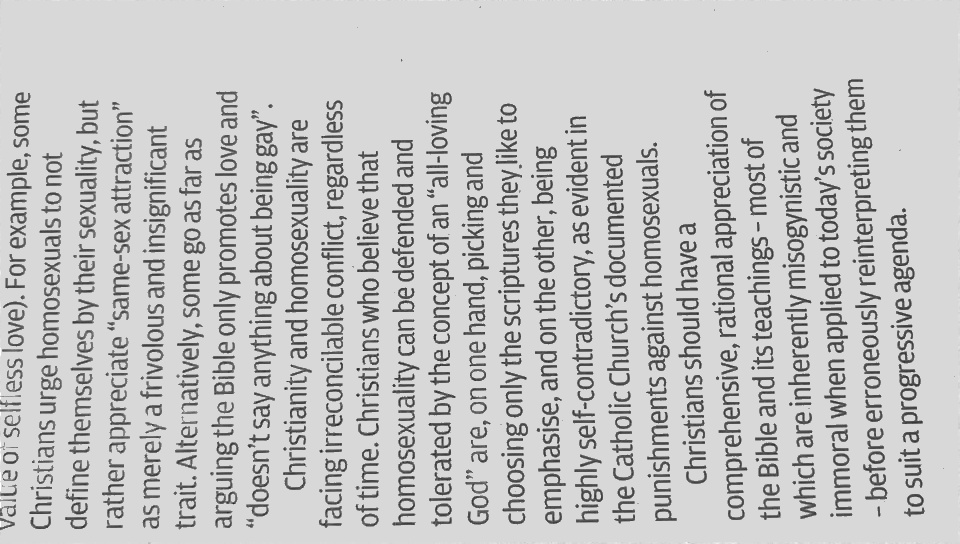 value of selfless love). For example, some
Christians urge homosexuals to not
define themselves by their sexuality, but
rather appreciate “same-sex attraction”
as merely a frivolous and insignificant
trait. Alternatively, some go as far as
arguing the Bible only promotes love and
“doesn’t say anything about being gay”.
Christianity and homosexuality are
facing irreconcilable conflict, regardless
of time. Christians who believe that
homosexuality can be defended and
tolerated by the concept of an “all-loving
God” are, on one hand, picking and
choosing only the scriptures they like to
emphasise, and on the other, being
highly self-contradictory, as evident in
the Catholic Church’s documented
punishments against homosexuals.
Christians should have a
comprehensive, rational appreciation of
the Bible and its teachings – most of
which are inherently misogynistic and
immoral when applied to today’s society
– before erroneously reinterpreting them
to suit a progressive agenda.